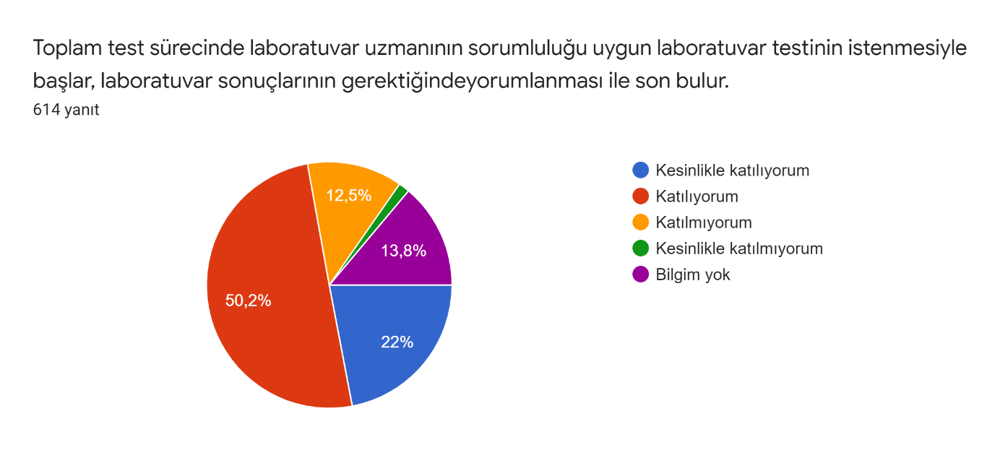 Toplam test sürecinde laboratuvar uzmanının sorumluluğu uygun laboratuvar testinin istenmesiyle
başlar, laboratuvar sonuçlarının gerektiğindeyorumlanması ile son bulur.
614 yanıt
Kesinlikle katılıyorum
Katılıyorum
Katılmıyorum
Kesinlikle katılmıyorum
Bilgim yok
12,5%
13,8%
50,2%
22%